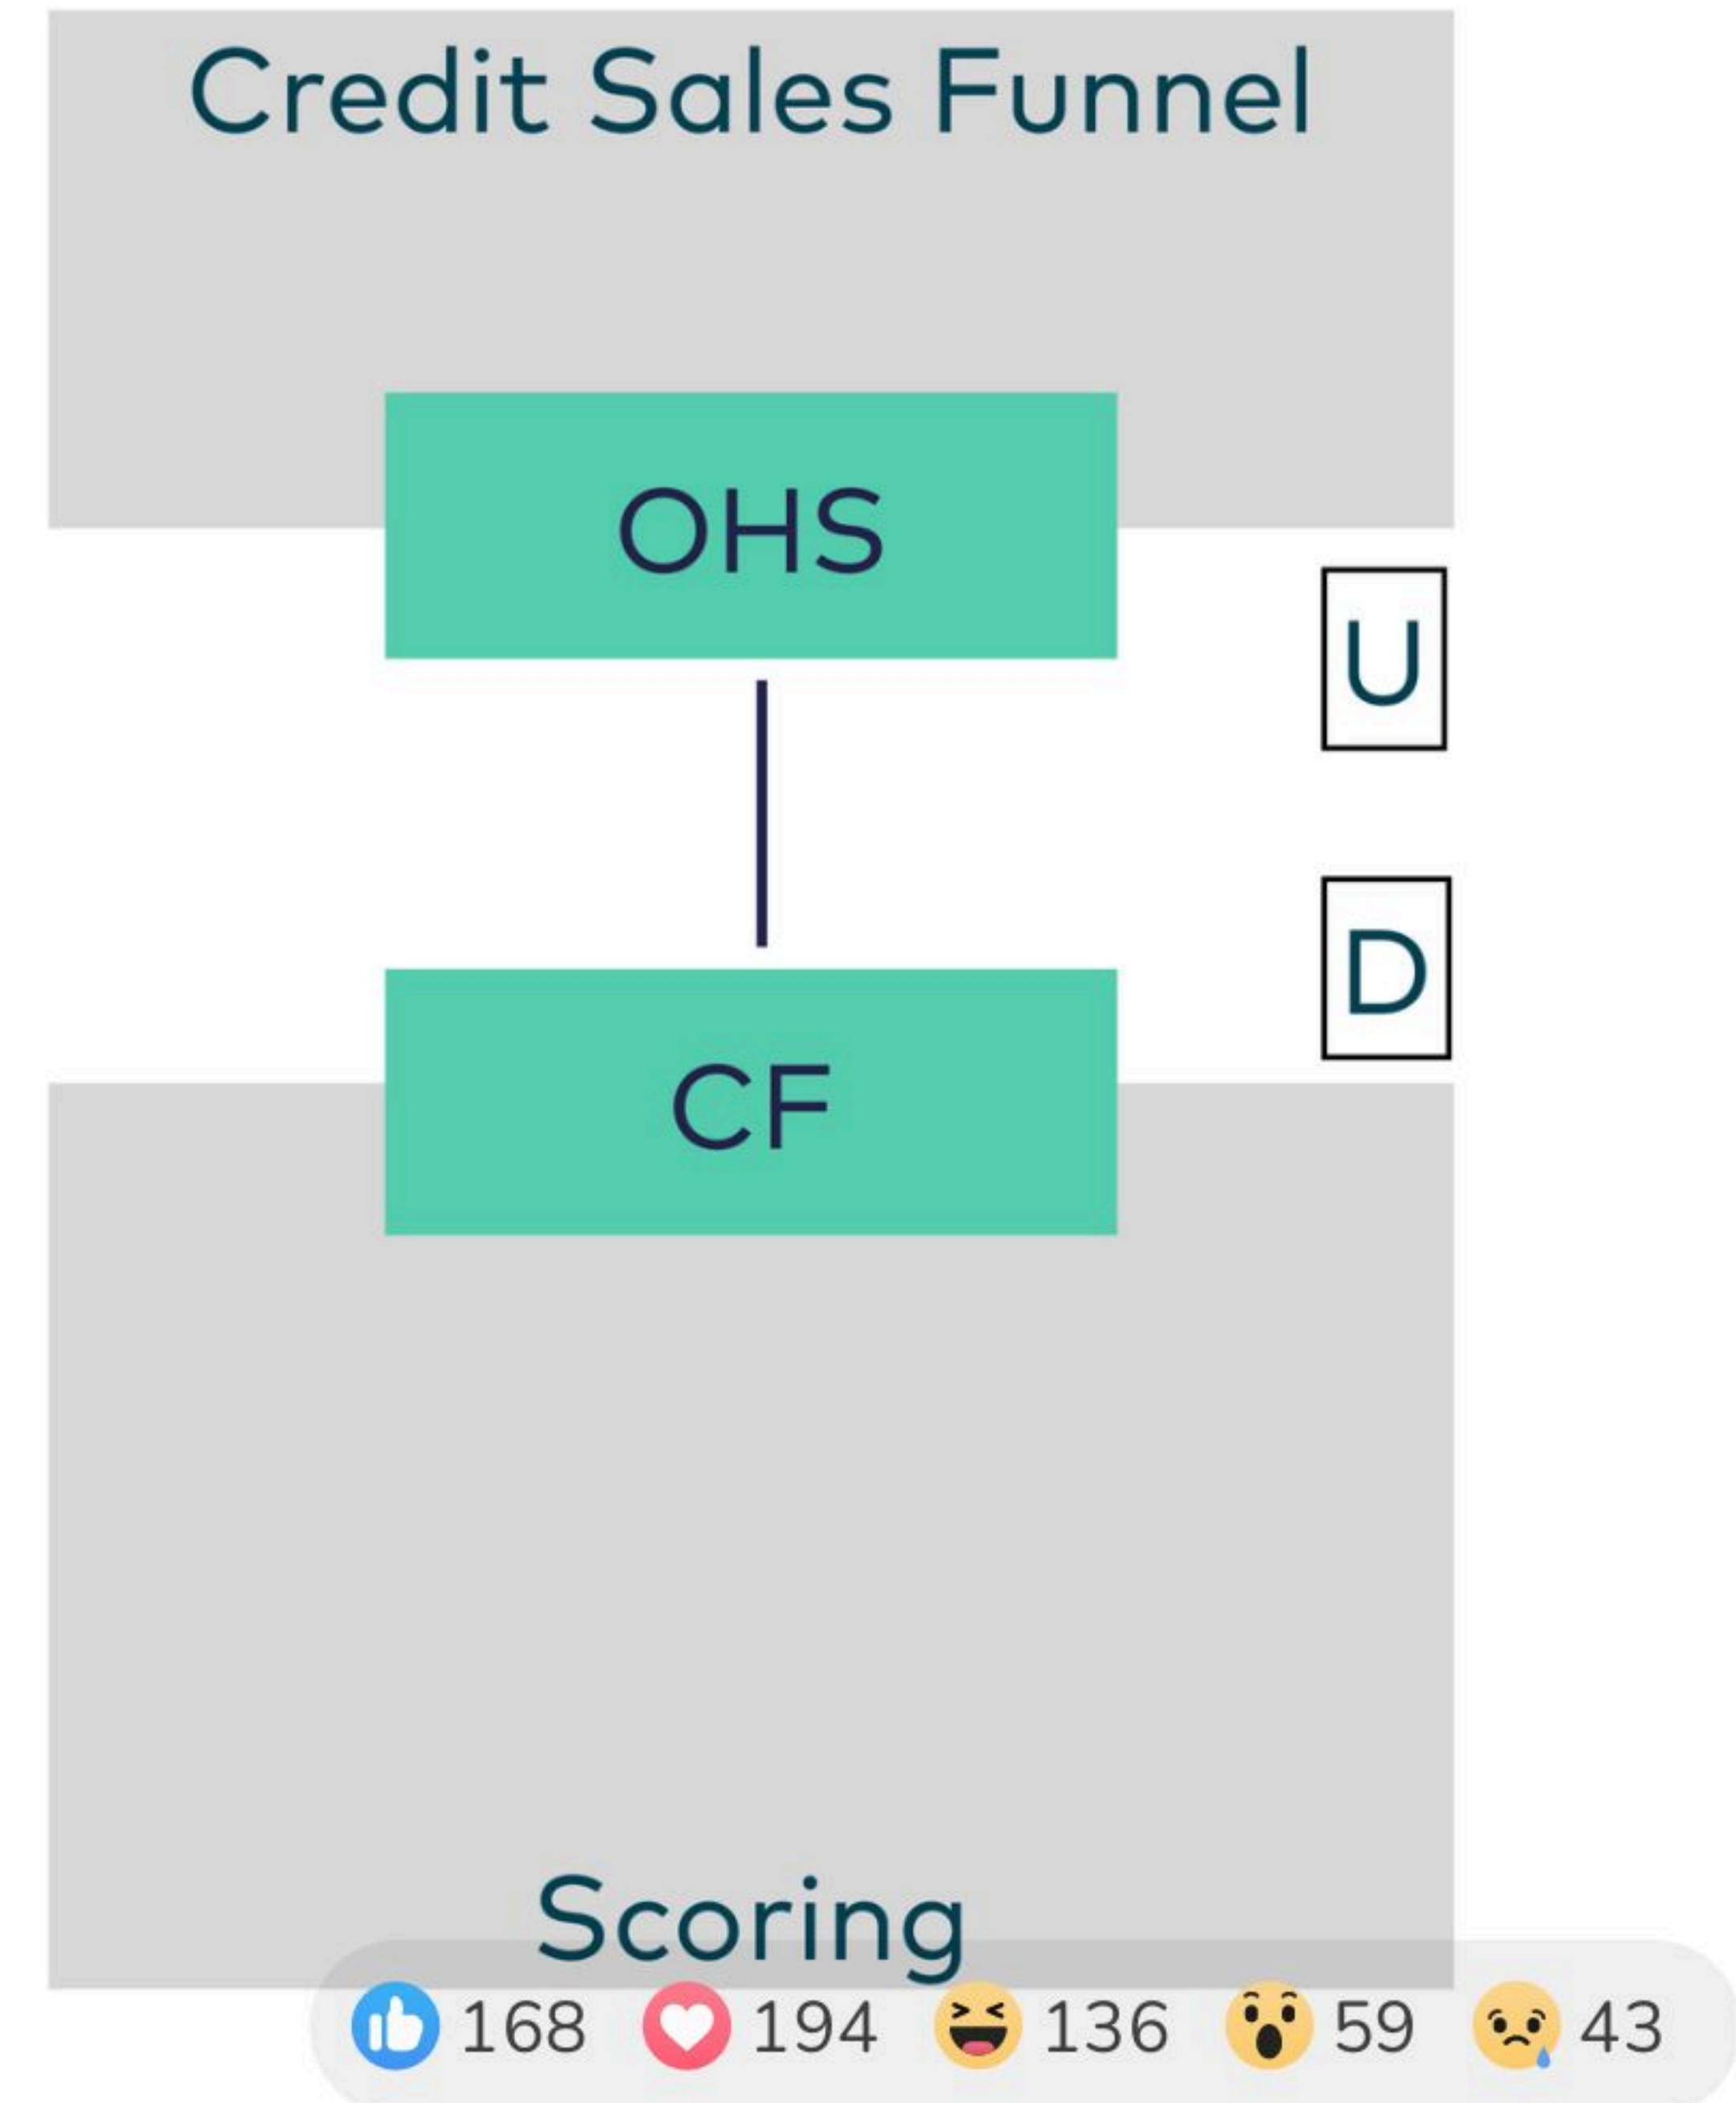 Credit Sales Funnel
OHS
U
D
CF
Scoring
168 194 136 59 43